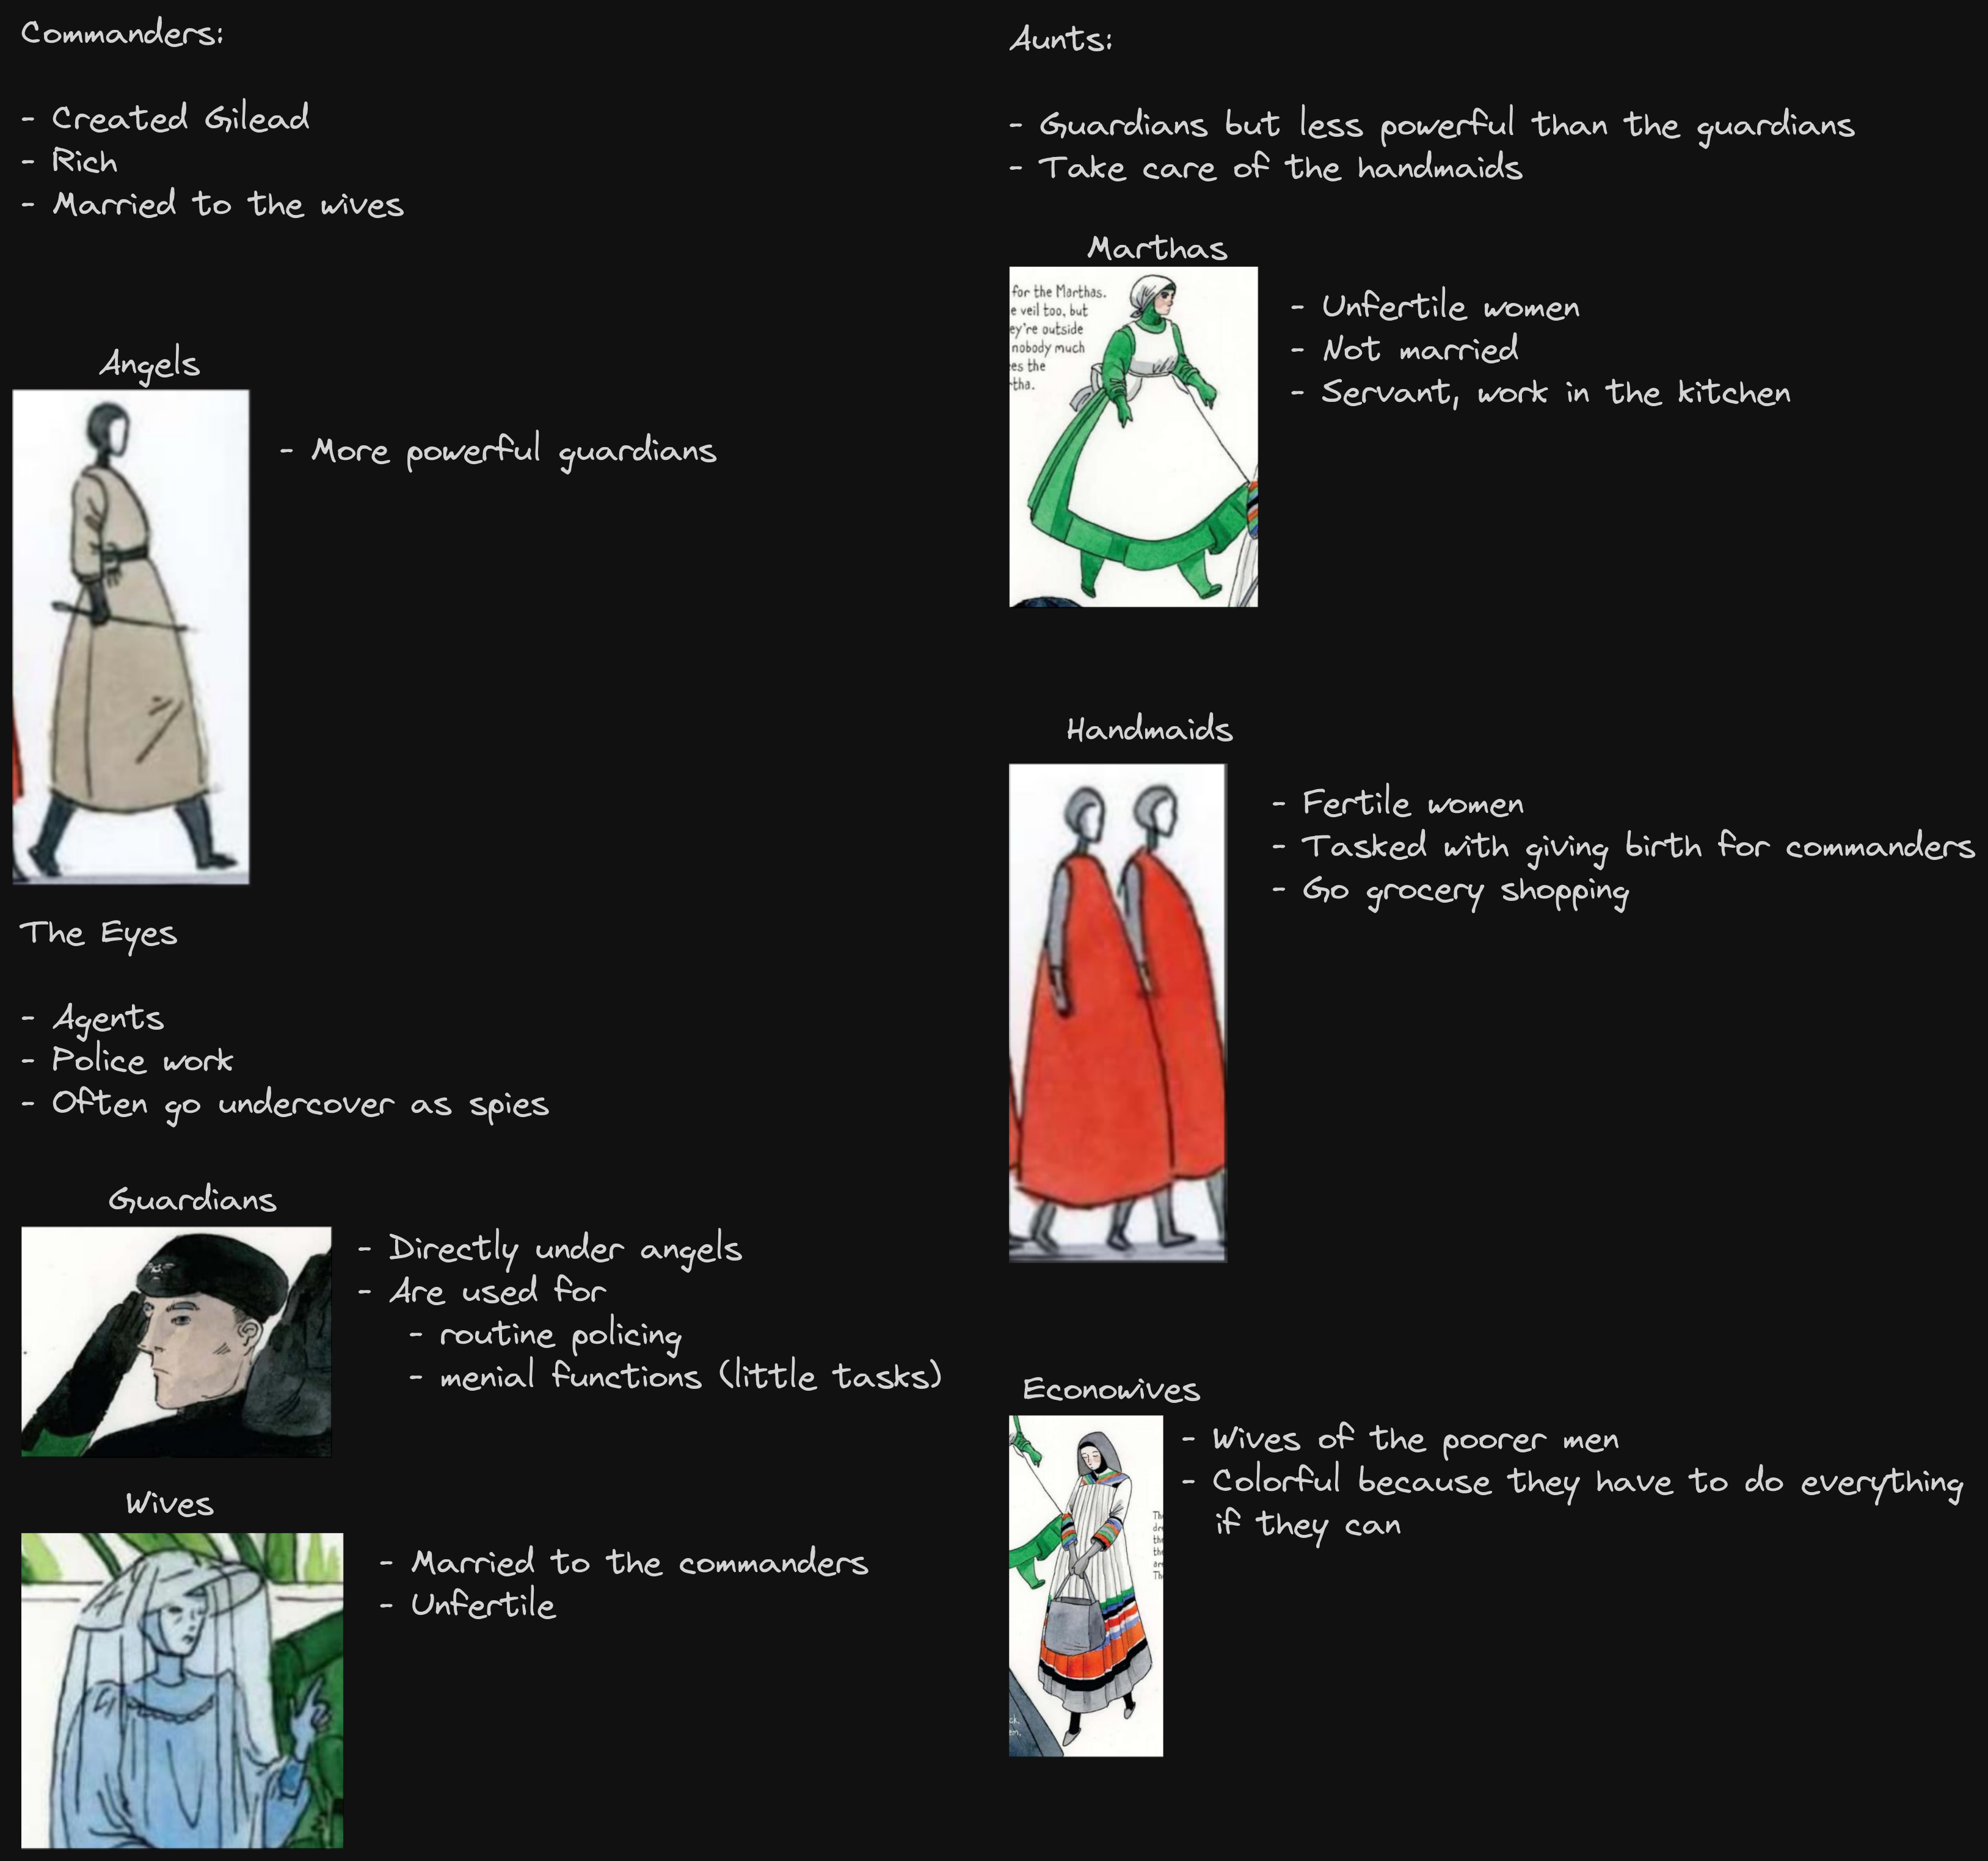 Commanders:
- Created Gilead
- Rich
- Married to the wives
Angels
- More powerful guardians
The Eyes
- Agents
- Police work
- Often go undercover as spies
Guardians
- Directly under angels
- Are used for
- routine policing
- menial functions (little tasks)
Wives
- Married to the commanders
- Unfertile
Aunts:
- Guardians but less powerful than the guardians
- Take care of the handmaids
Marthas
for the Marthas.
e veil too, but
ey're outside
nobody much
es the
tha.
- Unfertile women
- Not married
- Servant, work in the kitchen
Handmaids
- Fertile women
- Tasked with giving birth for commanders
- Go grocery shopping
Econowives
- Wives of the poorer men
- Colorful because they have to do everything
if they can